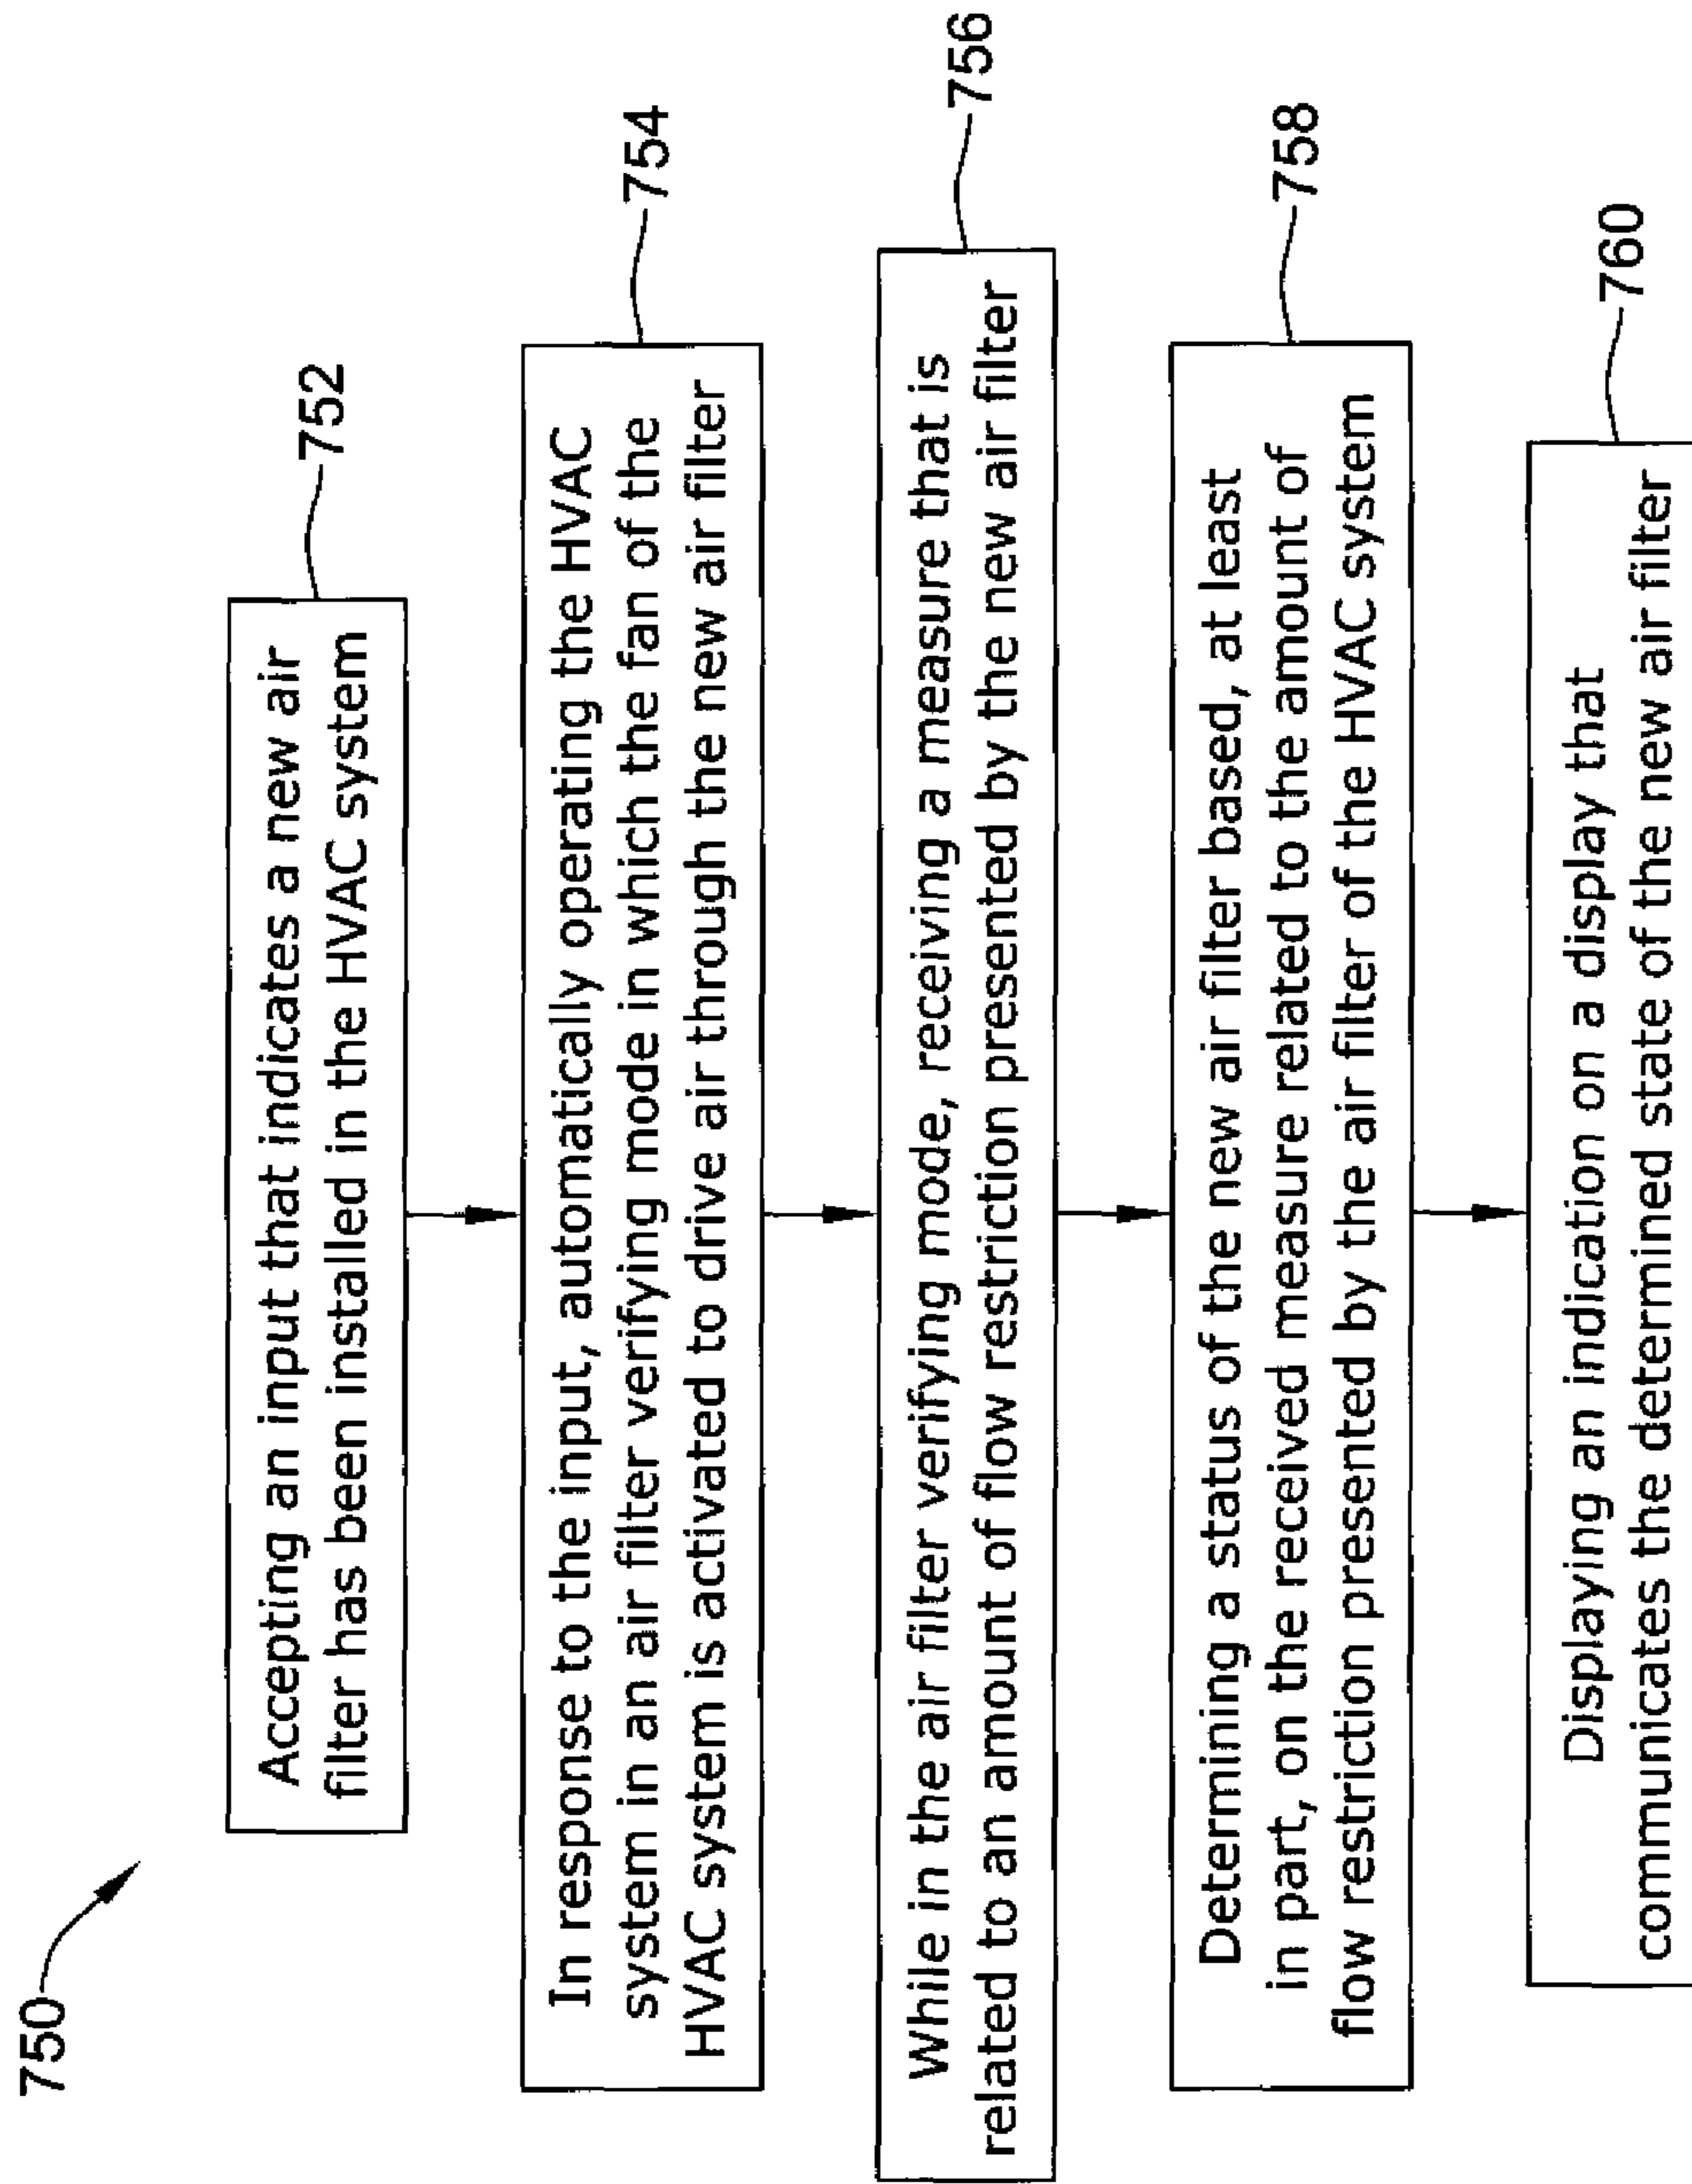 750
Accepting an input that indicates a new air
filter has been installed in the HVAC system
752
In response to the input, automatically operating the HVAC
system in an air filter verifying mode in which the fan of the
HVAC system is activated to drive air through the new air filter
754
While in the air filter verifying mode, receiving a measure that is
related to an amount of flow restriction presented by the new air filter
756
Determining a status of the new air filter based, at least
in part, on the received measure related to the amount of
flow restriction presented by the air filter of the HVAC system
758
Displaying an indication on a display that
communicates the determined state of the new air filter
760